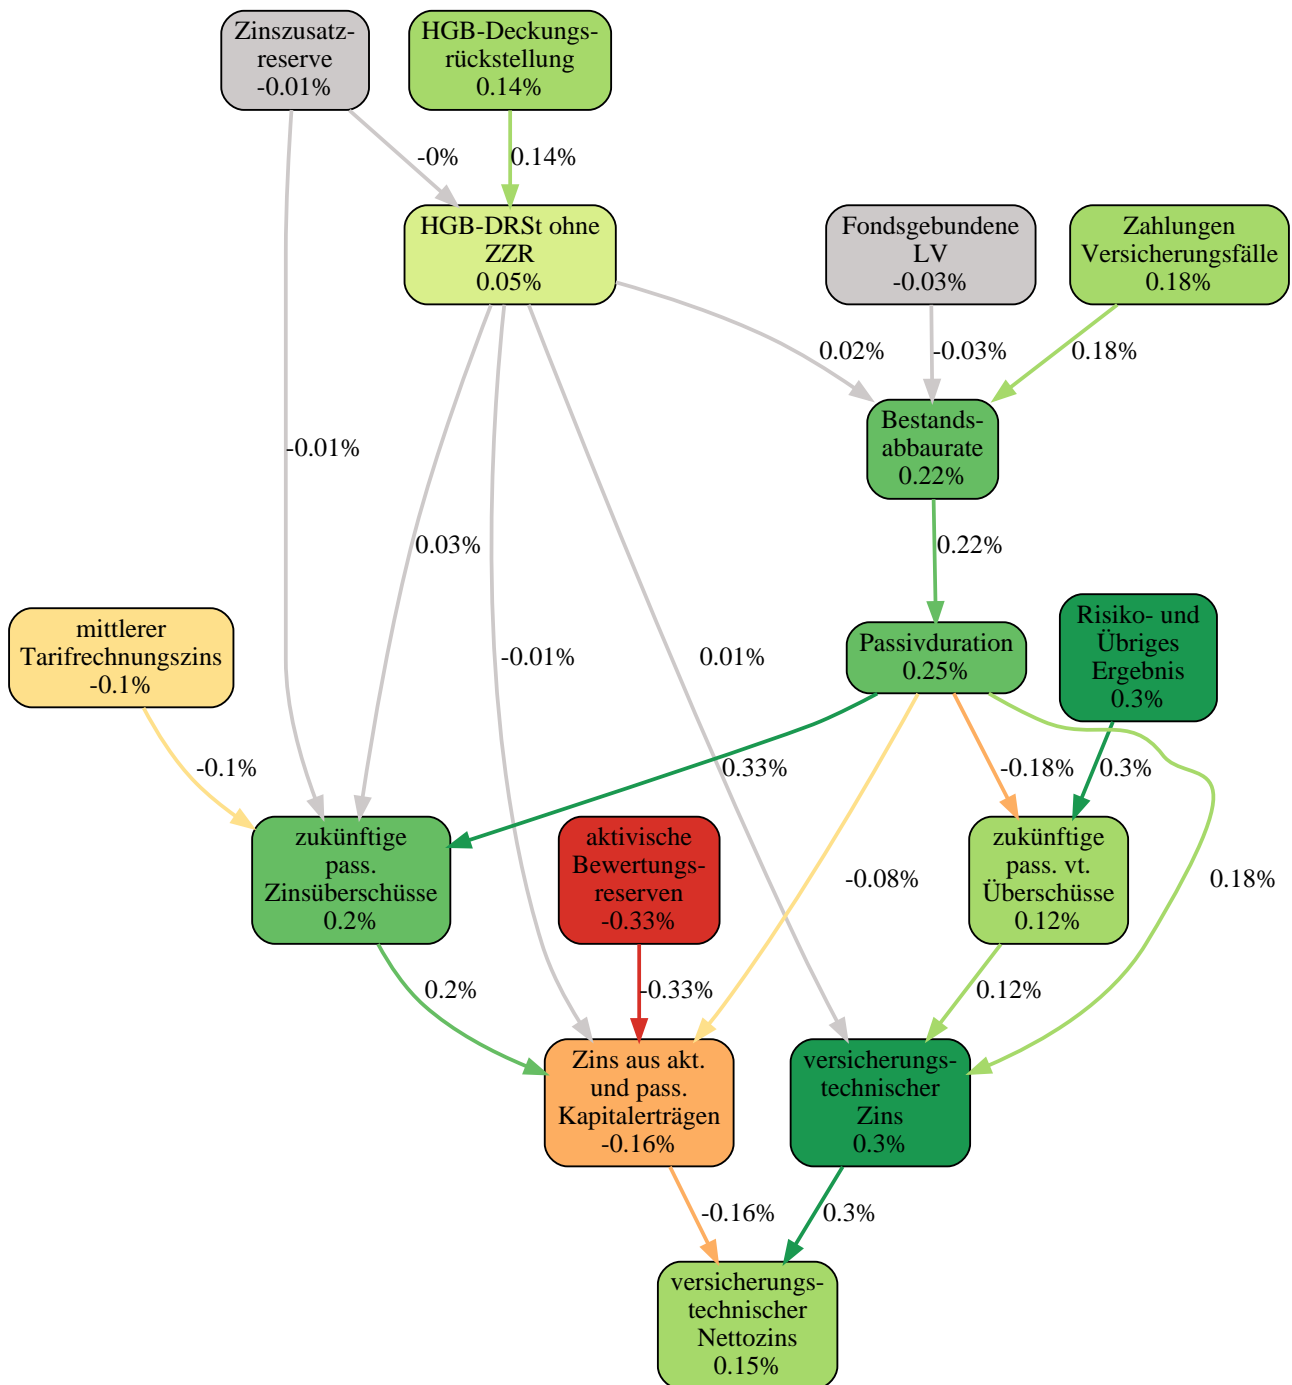 Zinszusatz-
reserve
-0.01%
HGB-Deckungs-
rückstellung
0.14%
-0%
0.14%
HGB-DRSt ohne
ZZR
0.05%
Fondsgebundene
LV
-0.03%
Zahlungen
Versicherungsfälle
0.18%
0.02%
-0.03%
0.18%
Bestands-
abbaurate
0.22%
-0.01%
0.03%
0.22%
mittlerer
Tarifrechnungszins
-0.1%
-0.01%
0.01%
Passivduration
0.25%
Risiko- und
Übriges
Ergebnis
0.3%
-0.1%
0.33%
-0.18%
0.3%
zukünftige
pass.
Zinsüberschüsse
0.2%
aktivische
Bewertungs-
reserven
-0.33%
-0.08%
zukünftige
pass. vt.
Überschüsse
0.12%
0.18%
0.2%
-0.33%
0.12%
Zins aus akt.
und pass.
Kapitalerträgen
-0.16%
versicherungs-
technischer
Zins
0.3%
-0.16%
0.3%
versicherungs-
technischer
Nettozins
0.15%